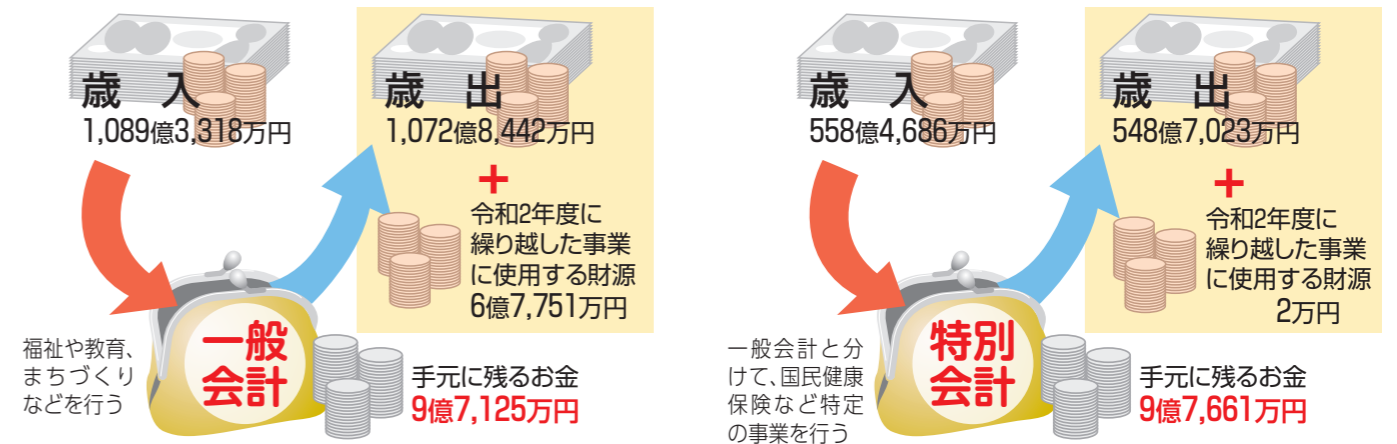 歳 入
1,089億3,318万円
歳 出
1,072億8,442万円
+
令和2年度に
繰り越した事業
に使用する財源
6億7,751万円
一般
会計
福祉や教育、
まちづくり
などを行う
手元に残るお金
9億7,125万円
歳 入
558億4,686万円
歳 出
548億7,023万円
+
令和2年度に
繰り越した事業
に使用する財源
2万円
特別
会計
一般会計と分
けて、国民健康
保険など特定
の事業を行う
手元に残るお金
9億7,661万円